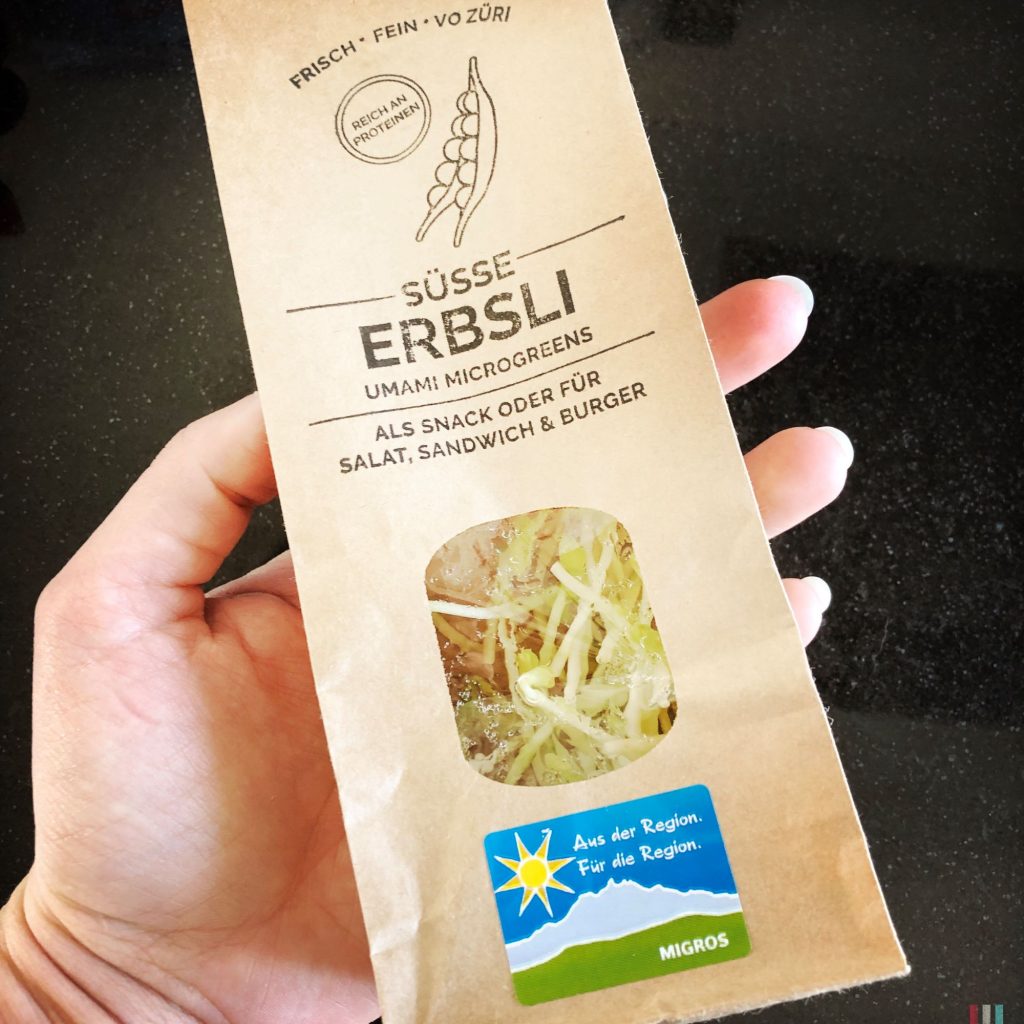 FRISCH • FEIN • VO ZÜRI
REICH AN
PROTEINEN
SÜSSE
ERBSLI
UMAMI MICROGREENS
ALS SNACK ODER FÜR
SALAT, SANDWICH & BURGER
Aus der Region.
Für die Region.
MIGROS